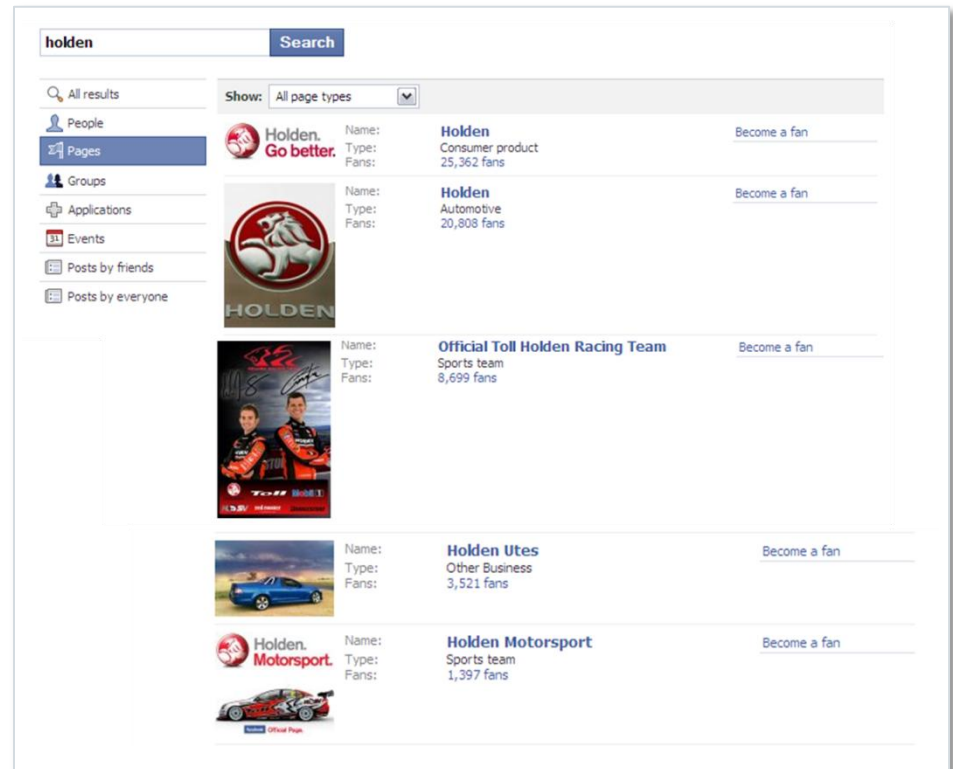 holden Search
All results
People
Pages
Groups
Applications
31 Events
Posts by friends
Posts by everyone
Show: All page types
Holden.
Go better.
Name: Holden Become a fan
Type: Consumer product
Fans: 25,362 fans
HOLDEN
Name: Holden Become a fan
Type: Automotive
Fans: 20,808 fans
Toll Mobil 1
Name: Official Toll Holden Racing Team Become a fan
Type: Sports team
Fans: 8,699 fans
Name: Holden Utes Become a fan
Type: Other Business
Fans: 3,521 fans
Holden.
Motorsport.
facebook Official Page.
Name: Holden Motorsport Become a fan
Type: Sports team
Fans: 1,397 fans